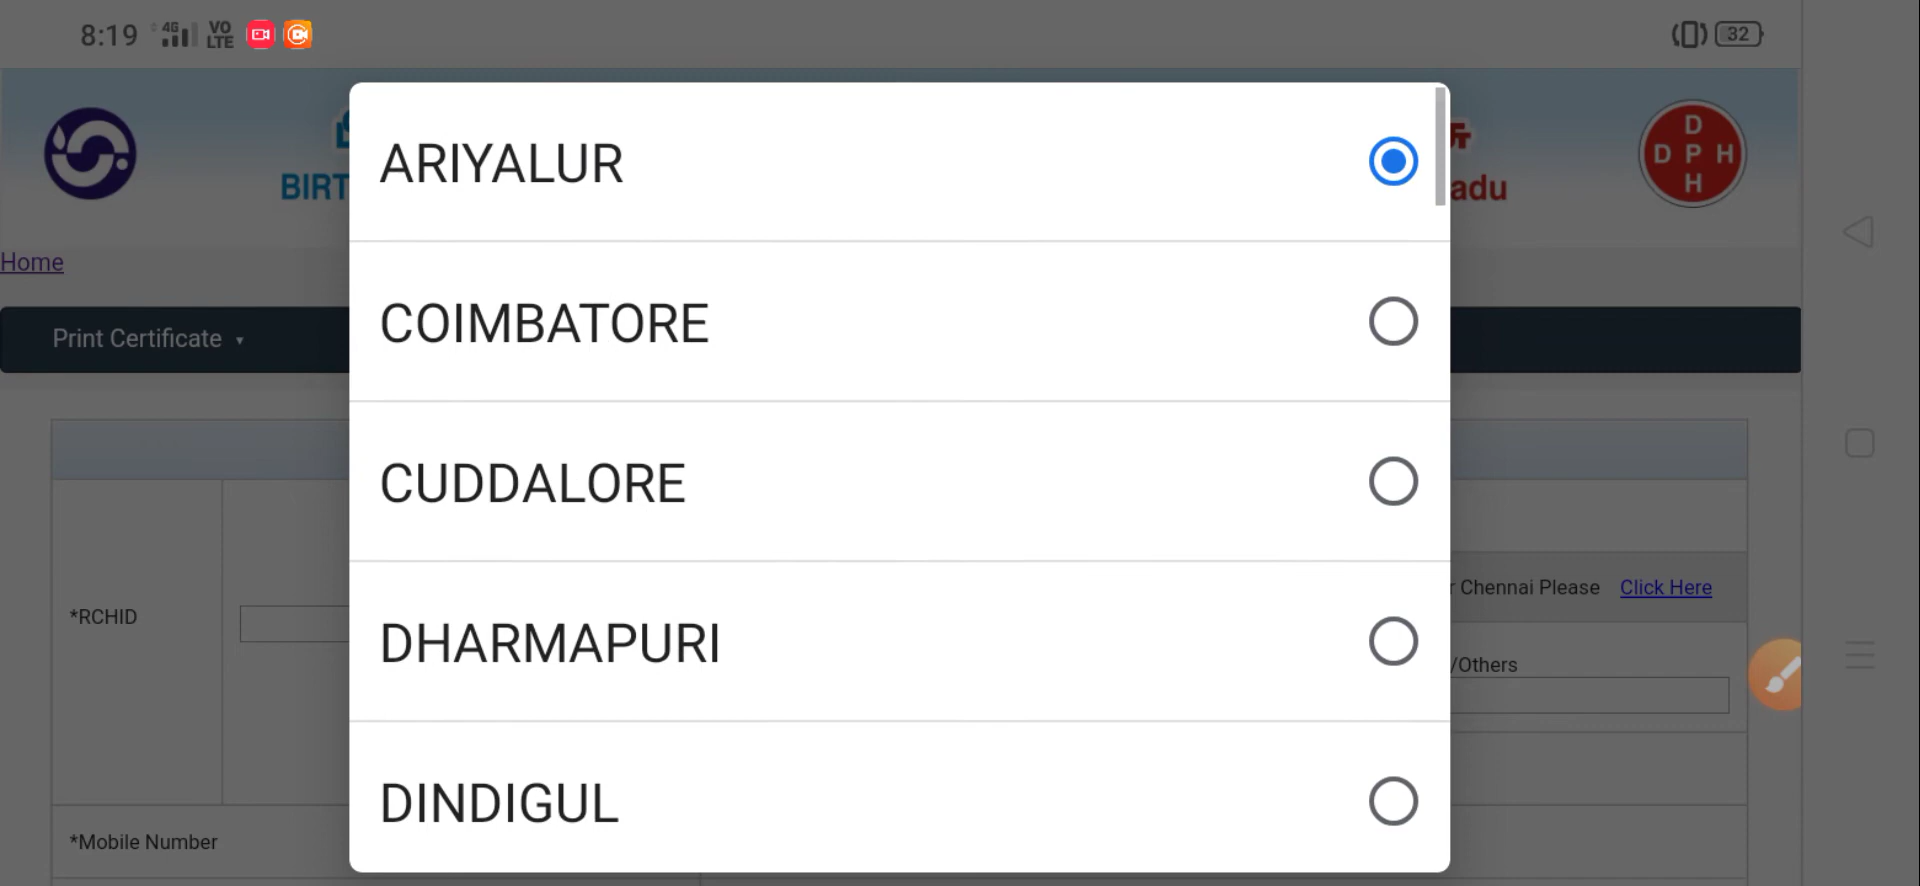 8:19 4G VO LTE 32
BIRT
adu
D
D P H
H
Home
Print Certificate
ARIYALUR
COIMBATORE
CUDDALORE
DHARMAPURI
DINDIGUL
Chennai Please Click Here
*RCHID
/Others
*Mobile Number